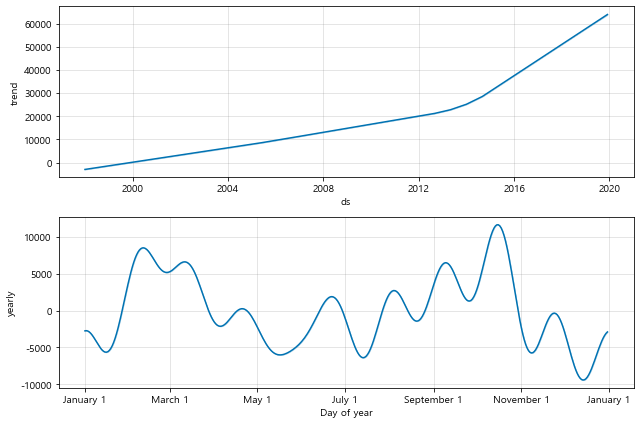 60000
50000
40000
30000
20000
10000
0
trend
2000 2004 2008 2012 2016 2020
ds
10000
5000
0
-5000
-10000
yearly
January 1 March 1 May 1 July 1 September 1 November 1 January 1
Day of year